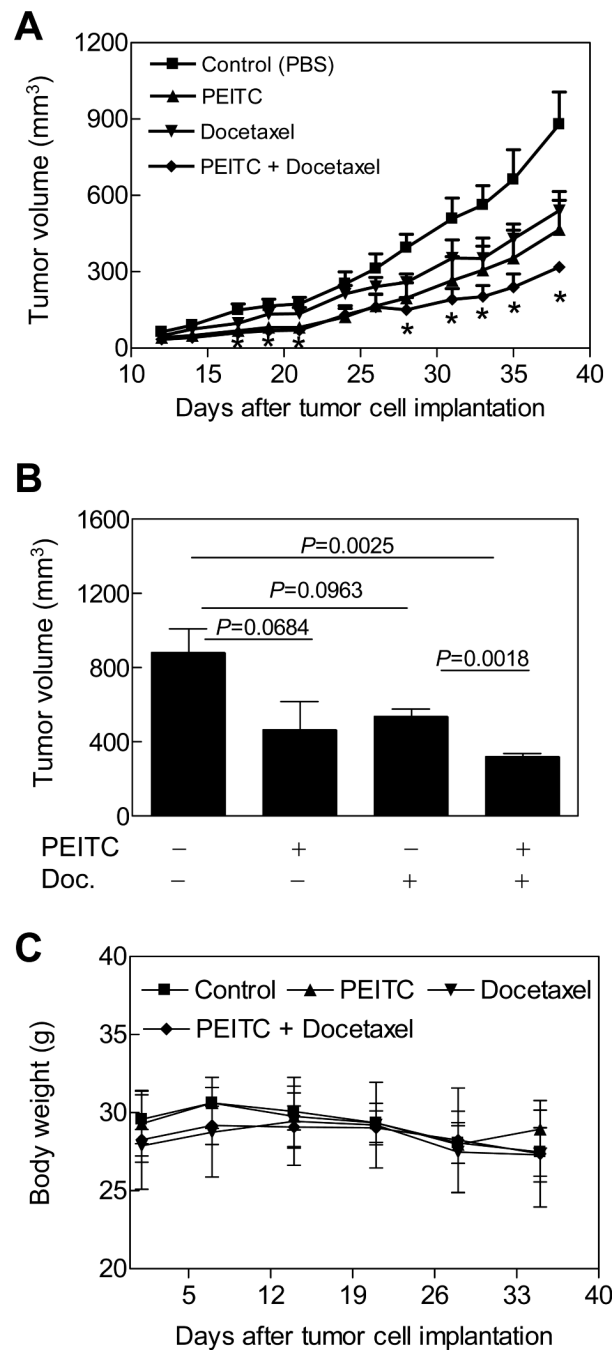 A
1200
900
600
300
0
Tumor volume (mm³)
Control (PBS)
PEITC
Docetaxel
PEITC + Docetaxel
* * * * * * * *
10 15 20 25 30 35 40
Days after tumor cell implantation
B
1600
1200
800
400
0
Tumor volume (mm³)
P=0.0025
P=0.0963
P=0.0684
P=0.0018
PEITC − + − +
Doc. − − + +
C
40
35
30
25
20
Body weight (g)
Control PEITC Docetaxel
PEITC + Docetaxel
5 12 19 26 33 40
Days after tumor cell implantation